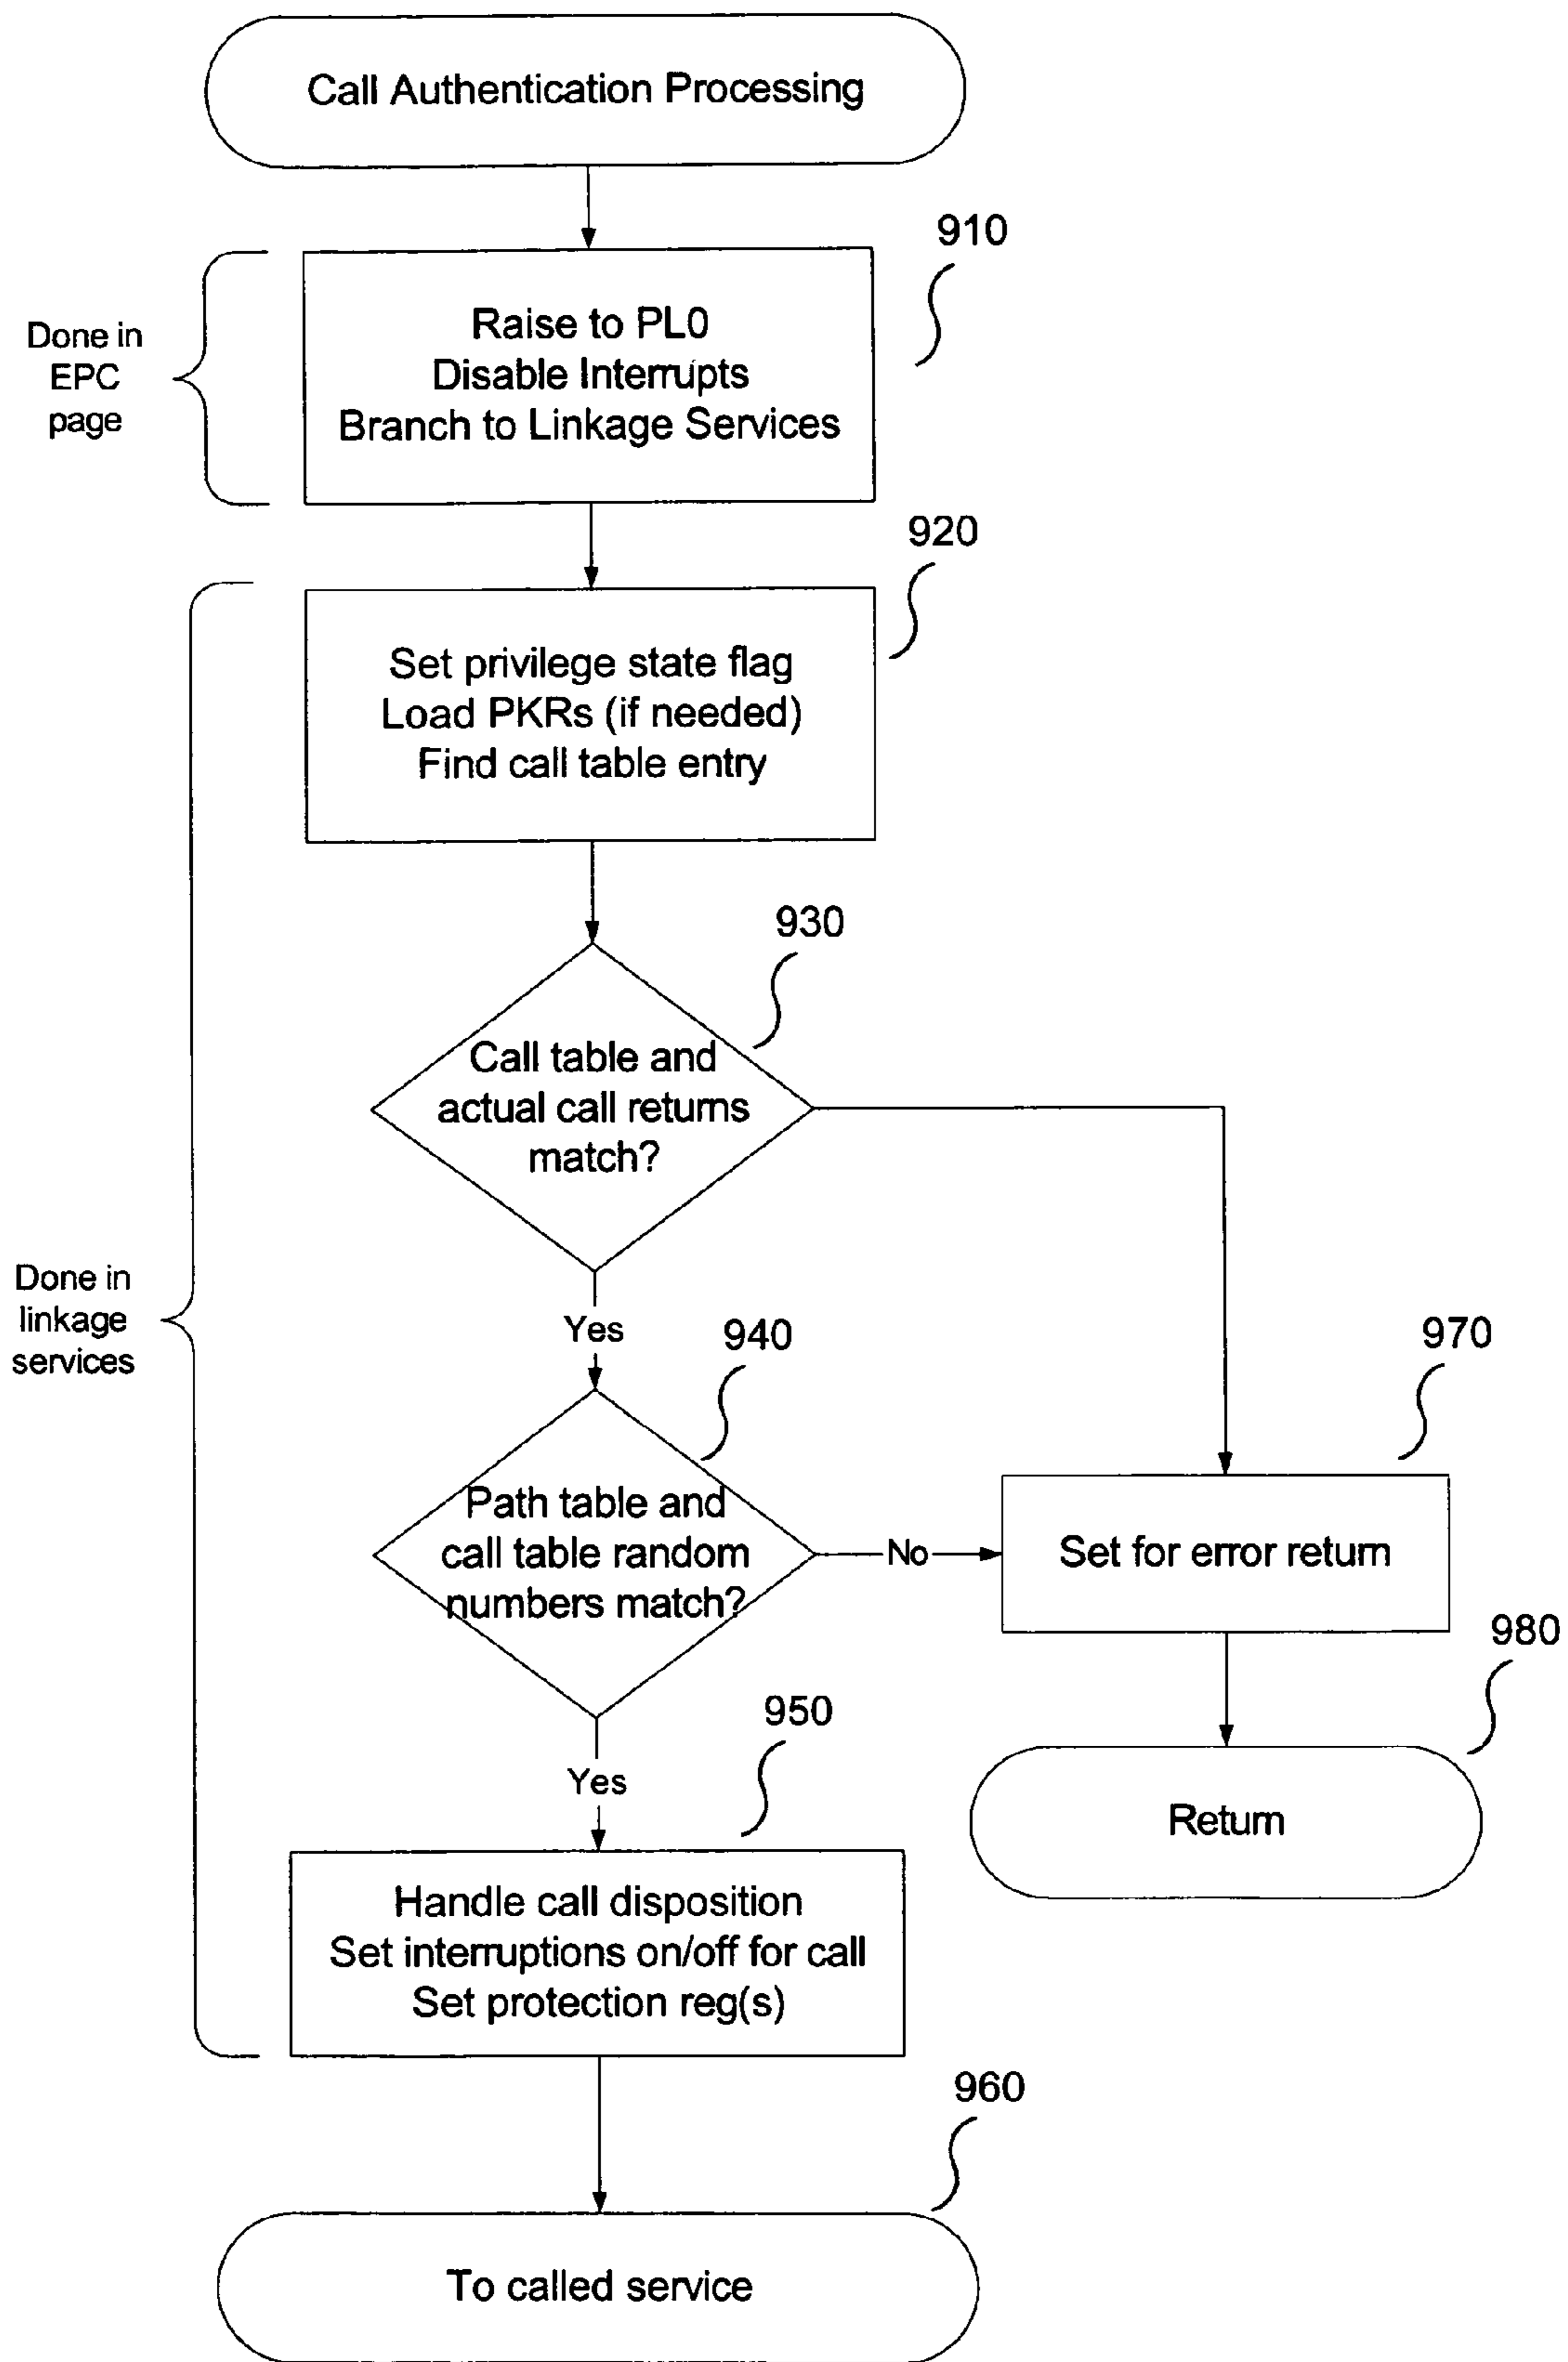 Call Authentication Processing
910
Done in
EPC
page
Raise to PL0
Disable Interrupts
Branch to Linkage Services
920
Set privilege state flag
Load PKRs (if needed)
Find call table entry
930
Call table and
actual call returns
match?
Done in
linkage
services
Yes
940
970
Path table and
call table random
numbers match?
No
Set for error return
980
950
Yes
Return
Handle call disposition
Set interruptions on/off for call
Set protection reg(s)
960
To called service